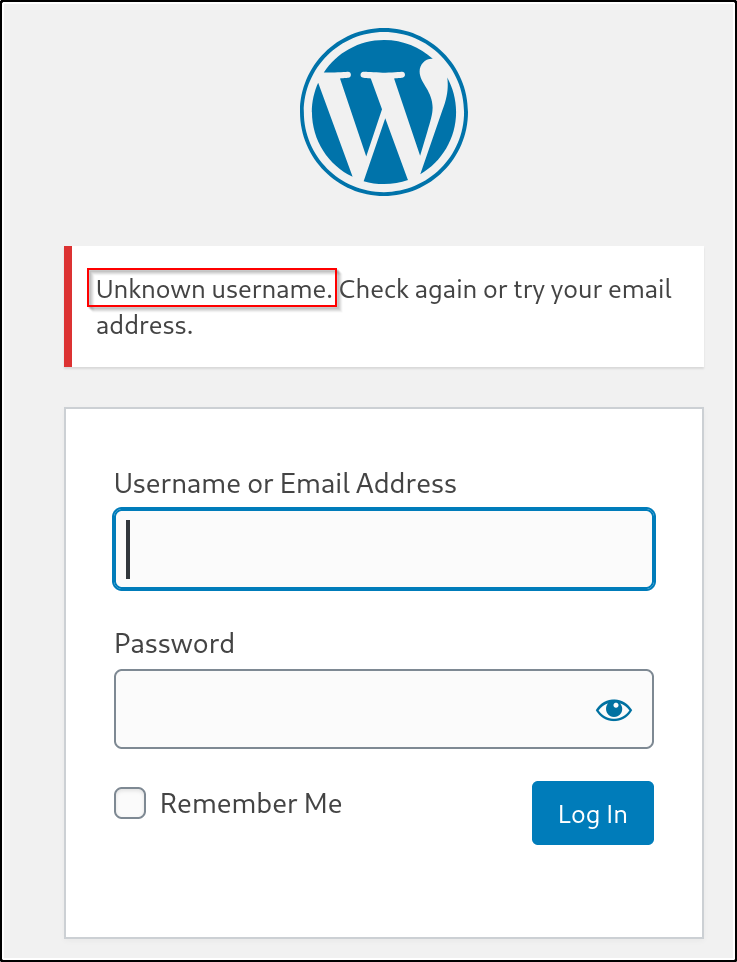 Unknown username. Check again or try your email
address.
Username or Email Address
Password
Remember Me
Log In